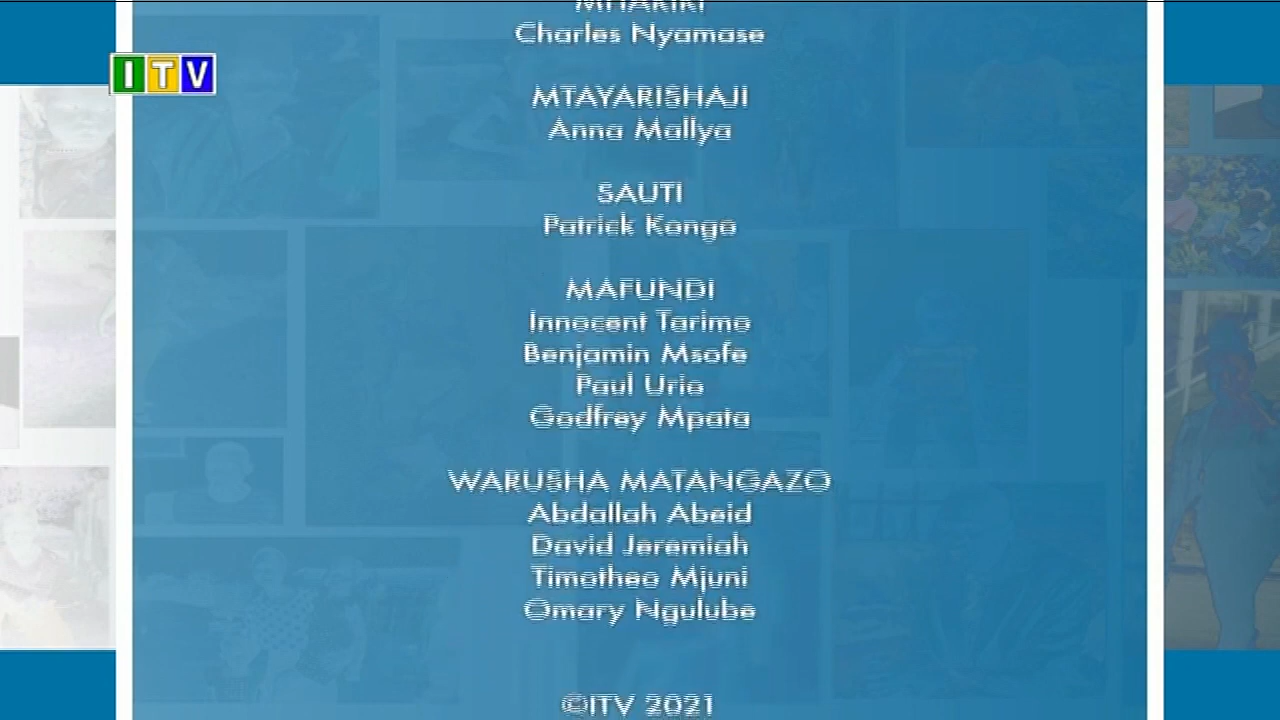 MHARIRI
Charles Nyamase
ITV
MTAYARISHAJI
Anna Mallya
SAUTI
Patrick Kongo
MAFUNDI
Innocent Tarimo
Benjamin Msofe
Paul Urio
Godfrey Mpata
WARUSHA MATANGAZO
Abdallah Abeid
David Jeremiah
Timotheo Mjuni
Omary Ngulube
©ITV 2021